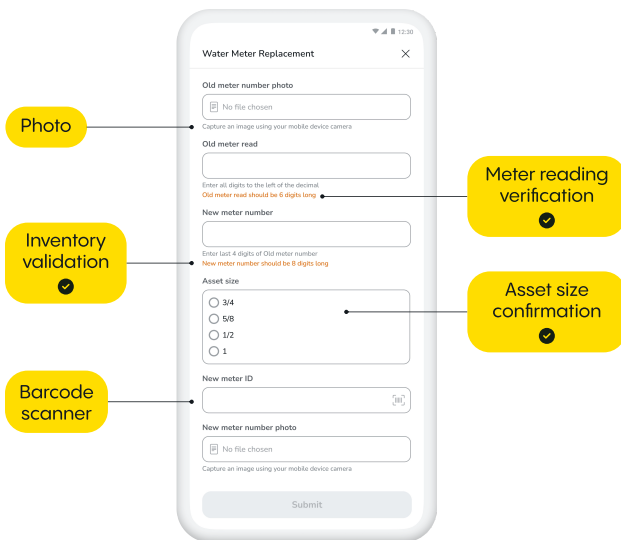 12:30
Water Meter Replacement
Old meter number photo
No file chosen
Capture an image using your mobile device camera
Photo
Old meter read
Enter all digits to the left of the decimal
Old meter read should be 6 digits long
Meter reading
verification
New meter number
Enter last 4 digits of Old meter number
New meter number should be 8 digits long
Inventory
validation
Asset size
3/4
5/8
1/2
1
Asset size
confirmation
New meter ID
Barcode
scanner
New meter number photo
No file chosen
Capture an image using your mobile device camera
Submit